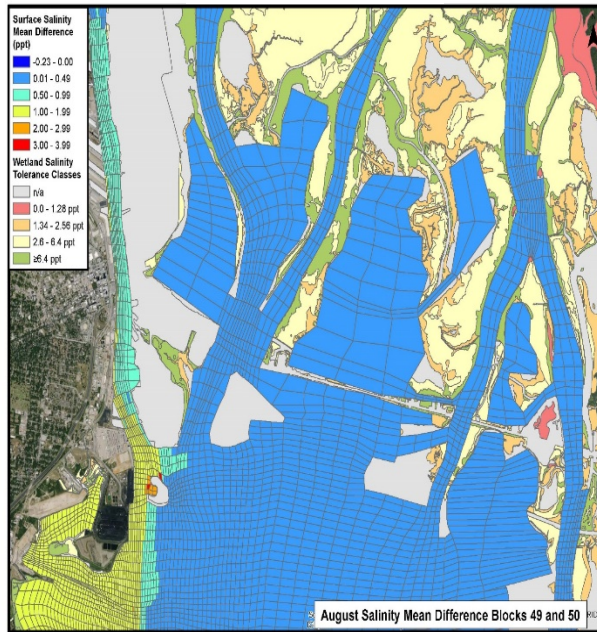 Surface Salinity
Mean Difference
(ppt)
-0.23 - 0.00
0.01 - 0.49
0.50 - 0.99
1.00 - 1.99
2.00 - 2.99
3.00 - 3.99
Wetland Salinity
Tolerance Classes
n/a
0.0 - 1.28 ppt
1.34 - 2.56 ppt
2.6 - 6.4 ppt
≥6.4 ppt
August Salinity Mean Difference Blocks 49 and 50